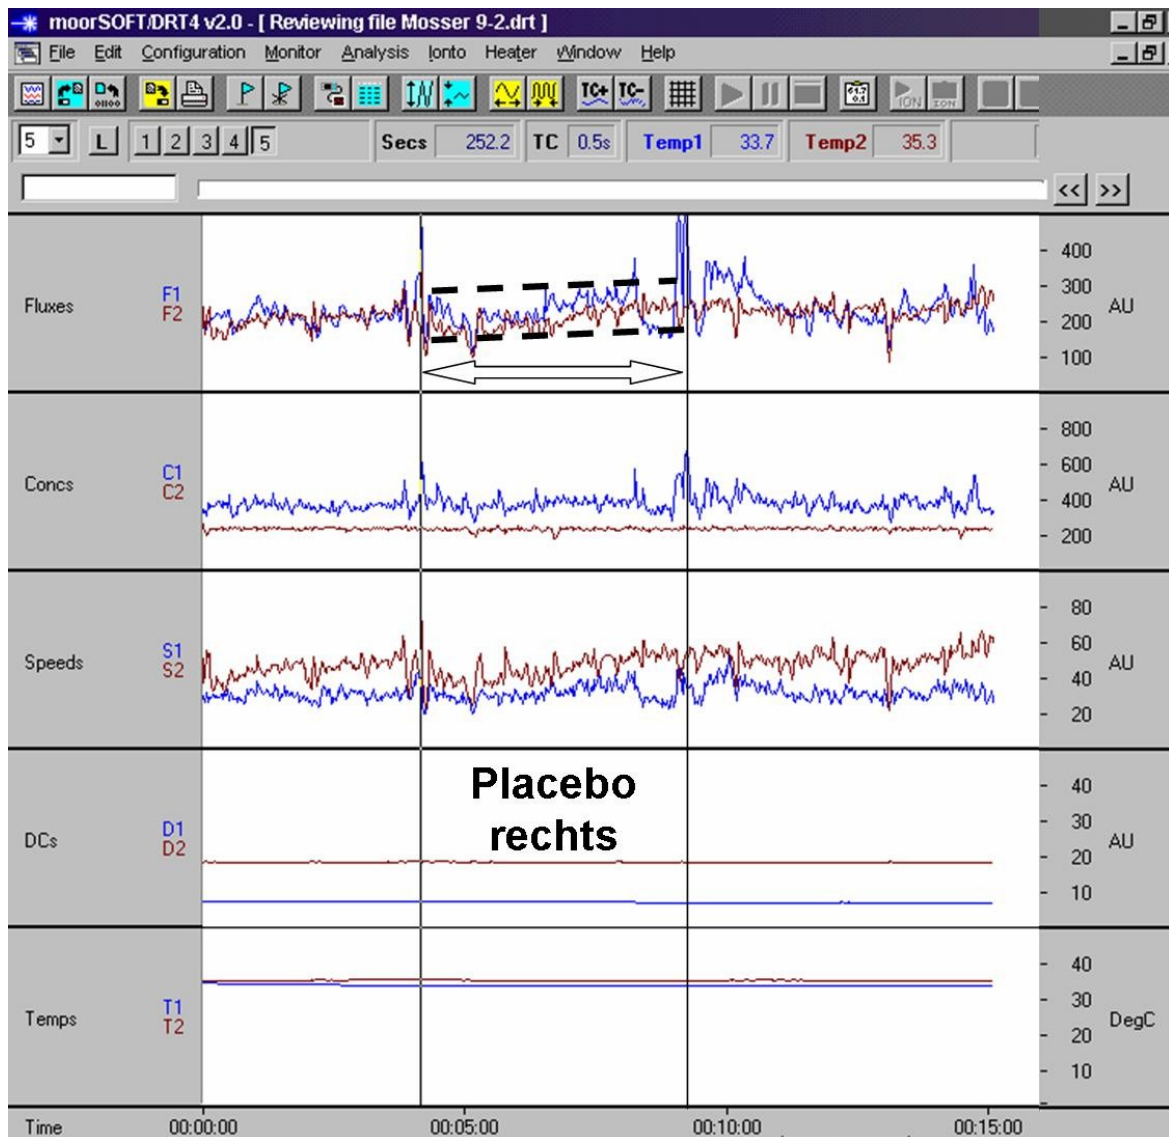 moorSOFT/DRT4 v2.0 - [ Reviewing file Mosser 9-2.drt ]
File Edit Configuration Monitor Analysis Ionto Heater Window Help
TC+ TC- ION ION
5 L 1 2 3 4 5 Secs 252.2 TC 0.5s Temp1 33.7 Temp2 35.3
<< >>
Fluxes
F1
F2
400
300
200
100
AU
Concs
C1
C2
800
600
400
200
AU
Speeds
S1
S2
80
60
40
20
AU
Placebo
rechts
DCs
D1
D2
40
30
20
10
AU
Temps
T1
T2
40
30
20
10
DegC
Time 00:00:00 00:05:00 00:10:00 00:15:00